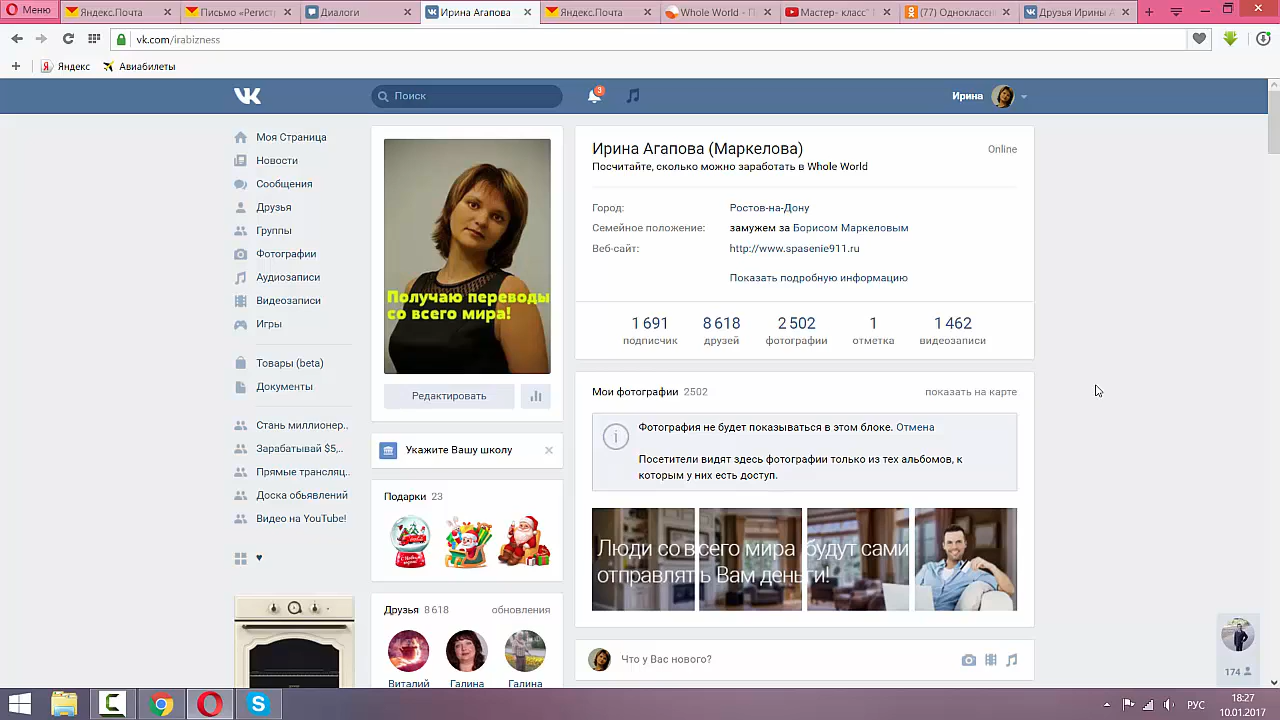 Меню
Яндекс.Почта
Письмо «Регист
Диалоги
Ирина Агапова
Яндекс.Почта
Whole World - П
Мастер- класс"
(77) Одноклассн
Друзья Ирины А
vk.com/irabizness
Яндекс
Авиабилеты
Поиск
3
Ирина
Моя Страница
Новости
Сообщения
Друзья
Группы
Фотографии
Аудиозаписи
Видеозаписи
Игры
Товары (beta)
Документы
Стань миллионер..
Зарабатывай $5,..
Прямые трансляц..
Доска обьявлений
Видео на YouTube!
Получаю переводы
со всего мира!
Редактировать
Укажите Вашу школу
Подарки 23
Друзья 8 618 обновления
Виталий Галина Галина
Ирина Агапова (Маркелова) Online
Посчитайте, сколько можно заработать в Whole World
Город: Ростов-на-Дону
Семейное положение: замужем за Борисом Маркеловым
Веб-сайт: http://www.spasenie911.ru
Показать подробную информацию
1 691 8 618 2 502 1 1 462
подписчик друзей фотографии отметка видеозаписи
Мои фотографии 2502 показать на карте
Фотография не будет показываться в этом блоке. Отмена
Посетители видят здесь фотографии только из тех альбомов, к
которым у них есть доступ.
Люди со всего мира будут сами
отправлять Вам деньги!
Что у Вас нового?
174
РУС
18:27
10.01.2017